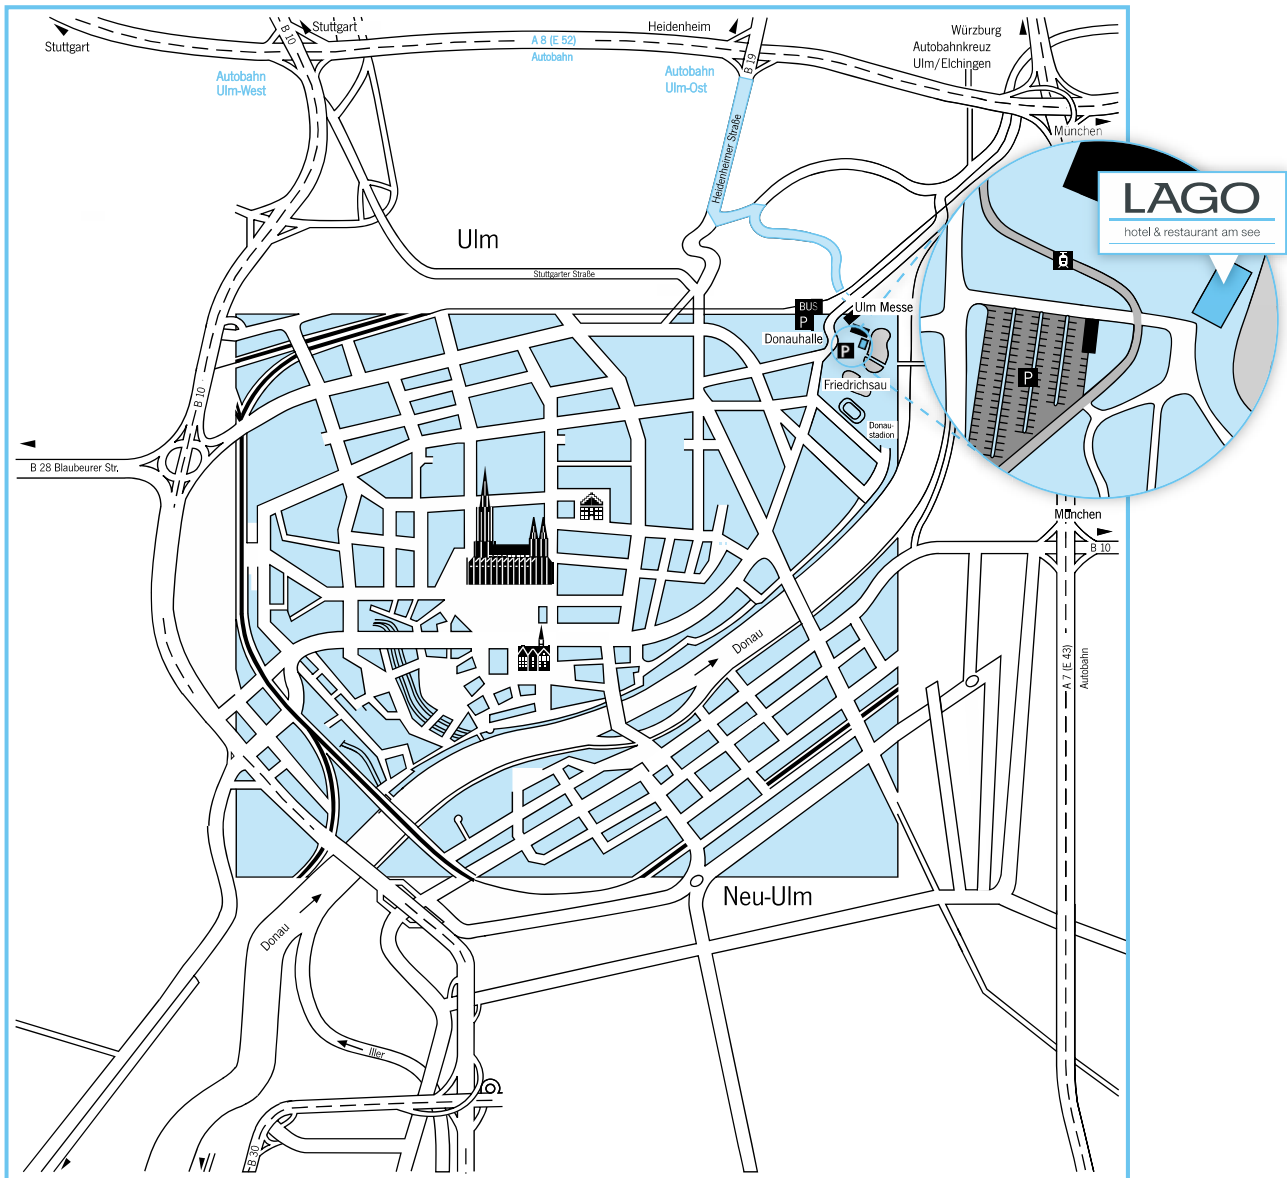 Stuttgart
B 10
Stuttgart
A 8 (E 52)
Autobahn
Heidenheim
B 19
Würzburg
Autobahnkreuz
Ulm/Elchingen
Autobahn
Ulm-West
Autobahn
Ulm-Ost
München
Heidenheimer Straße
LAGO
hotel & restaurant am see
Ulm
Stuttgarter Straße
BUS
P
Ulm Messe
Donauhalle
P
Friedrichsau
P
B 10
Donau-
stadion
B 28 Blaubeurer Str.
München
B 10
Donau
A 7 (E 43)
Autobahn
Neu-Ulm
Donau
Iller
B 30